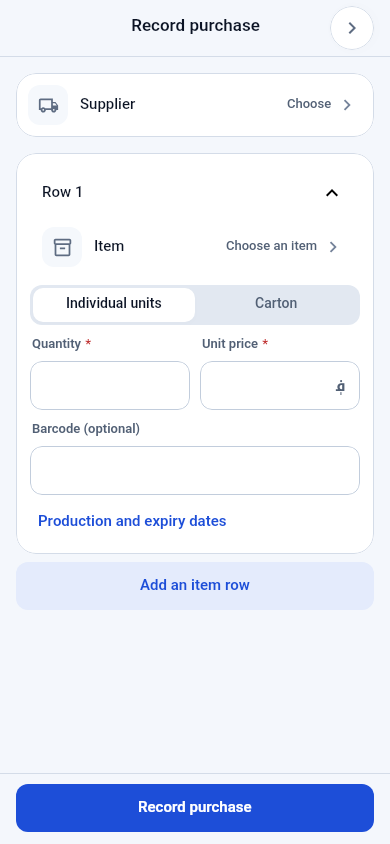 Record purchase
Supplier
Choose
Row 1
Item
Choose an item
Individual units
Carton
Quantity *
Unit price *
Barcode (optional)
Production and expiry dates
Add an item row
Record purchase